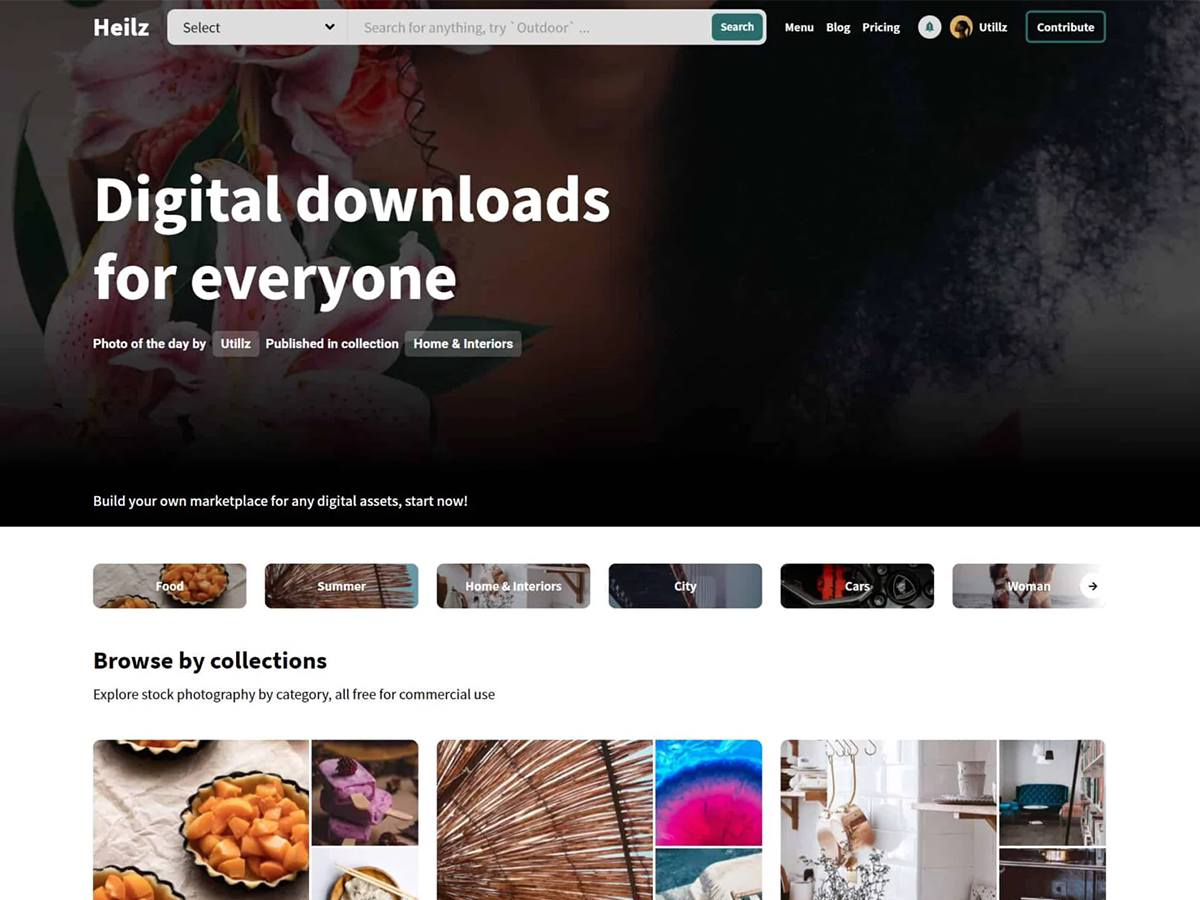 Heilz
Select
Search for anything, try `Outdoor` ...
Search
Menu Blog Pricing
Utillz
Contribute
Digital downloads
for everyone
Photo of the day by Utillz Published in collection Home & Interiors
Build your own marketplace for any digital assets, start now!
Food
Summer
Home & Interiors
City
Cars
Woman
Browse by collections
Explore stock photography by category, all free for commercial use